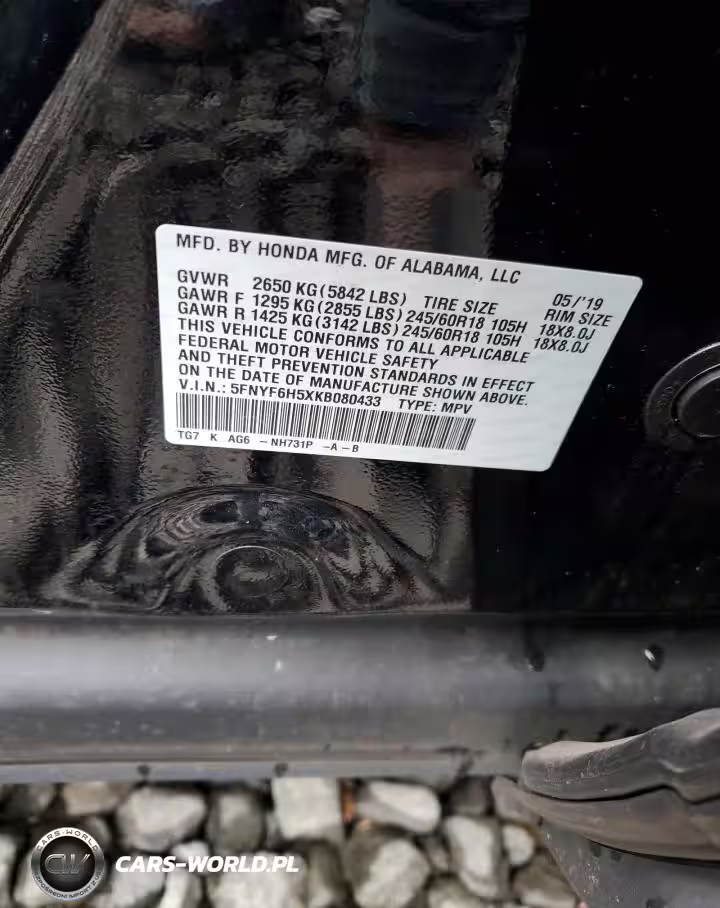 MFD. BY HONDA MFG. OF ALABAMA, LLC
05/'19
GVWR 2650 KG(5842 LBS) TIRE SIZE RIM SIZE
GAWR F 1295 KG(2855 LBS)245/60R18 105H 18X8.0J
GAWR R 1425 KG(3142 LBS)245/60R18 105H 18X8.0J
THIS VEHICLE CONFORMS TO ALL APPLICABLE
FEDERAL MOTOR VEHICLE SAFETY
AND THEFT PREVENTION STANDARDS IN EFFECT
ON THE DATE OF MANUFACTURE SHOWN ABOVE.
V.I.N.: 5FNYF6H5XKB080433 TYPE: MPV
TG7 K AG6 -NH731P -A-B
CARS-WORLD
CW
CARS-WORLD.PL